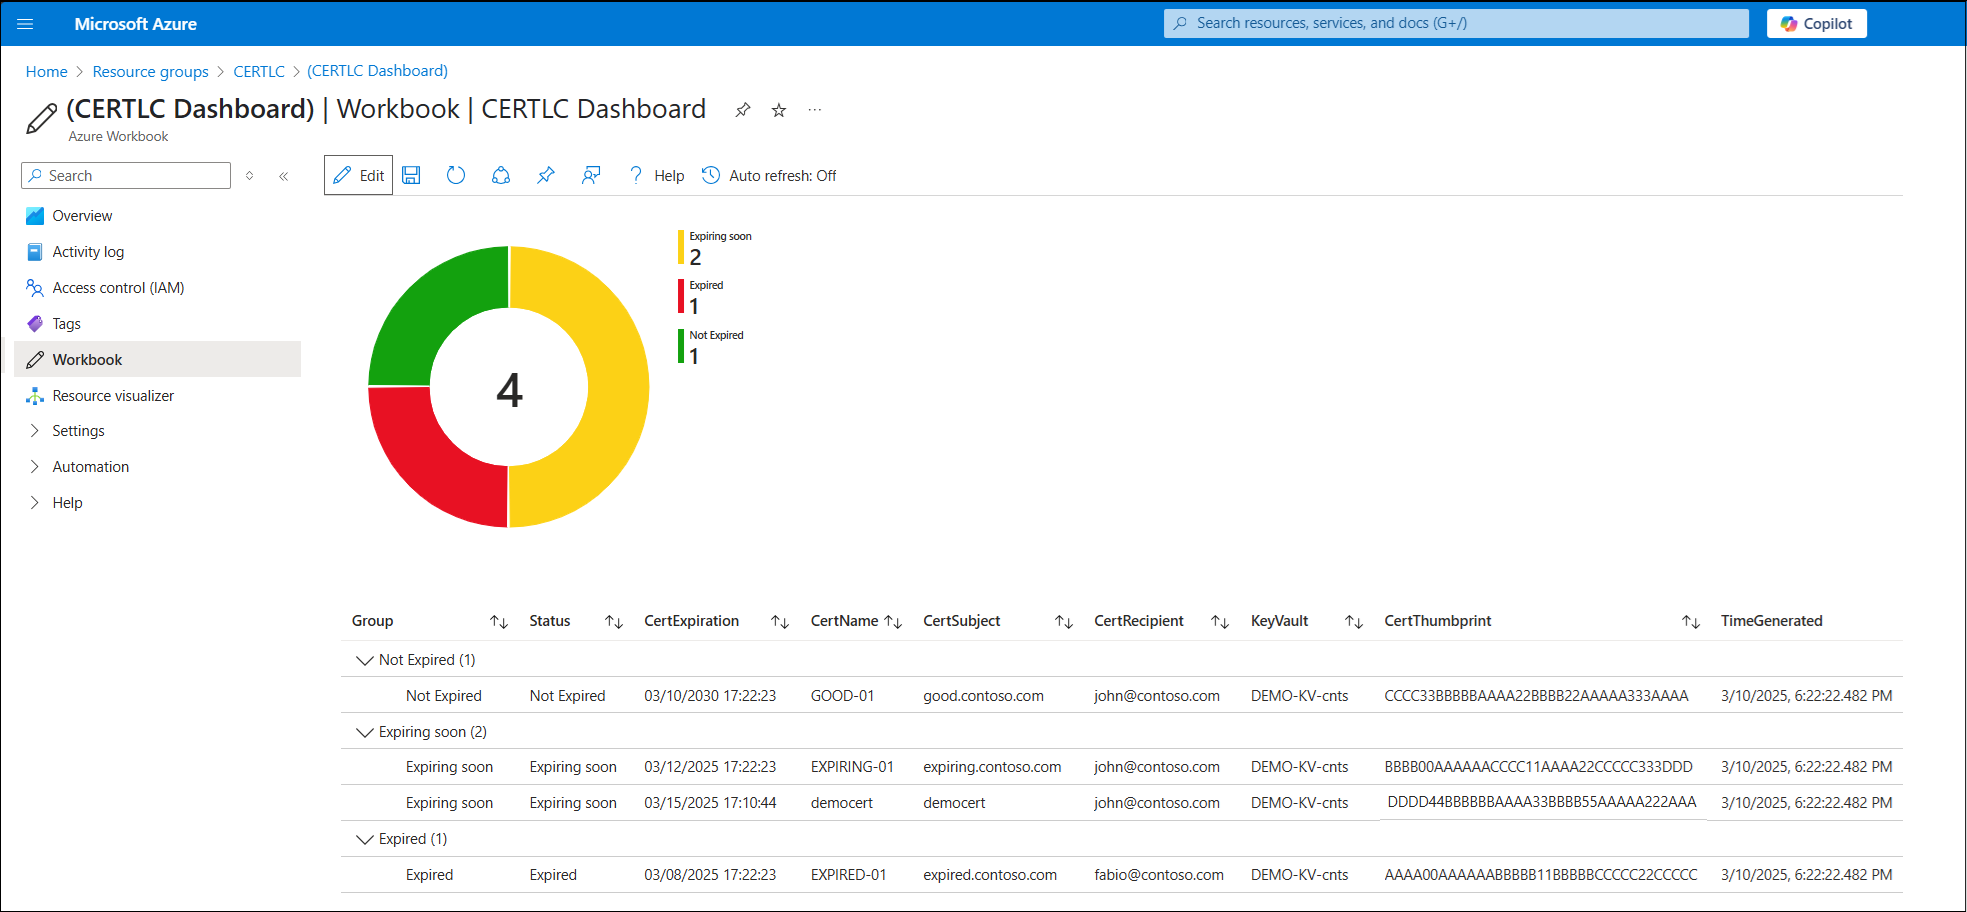 Microsoft Azure
Search resources, services, and docs (G+/)
Copilot
Home > Resource groups > CERTLC > (CERTLC Dashboard)
(CERTLC Dashboard) | Workbook | CERTLC Dashboard
Azure Workbook
Search
Edit
Help
Auto refresh: Off
Overview
Activity log
Access control (IAM)
Tags
Workbook
Resource visualizer
Settings
Automation
Help
4
Expiring soon
2
Expired
1
Not Expired
1
Group Status CertExpiration CertName CertSubject CertRecipient KeyVault CertThumbprint TimeGenerated
Not Expired (1)
Not Expired Not Expired 03/10/2030 17:22:23 GOOD-01 good.contoso.com john@contoso.com DEMO-KV-cnts CCCC33BBBBBAAAA22BBBB22AAAAA333AAAA 3/10/2025, 6:22:22.482 PM
Expiring soon (2)
Expiring soon Expiring soon 03/12/2025 17:22:23 EXPIRING-01 expiring.contoso.com john@contoso.com DEMO-KV-cnts BBBB00AAAAAACCCC11AAAA22CCCCC333DDD 3/10/2025, 6:22:22.482 PM
Expiring soon Expiring soon 03/15/2025 17:10:44 democert democert john@contoso.com DEMO-KV-cnts DDDD44BBBBBBAAAA33BBBB55AAAAA222AAA 3/10/2025, 6:22:22.482 PM
Expired (1)
Expired Expired 03/08/2025 17:22:23 EXPIRED-01 expired.contoso.com fabio@contoso.com DEMO-KV-cnts AAAA00AAAAAABBBBB11BBBBBCCCCC22CCCCC 3/10/2025, 6:22:22.482 PM